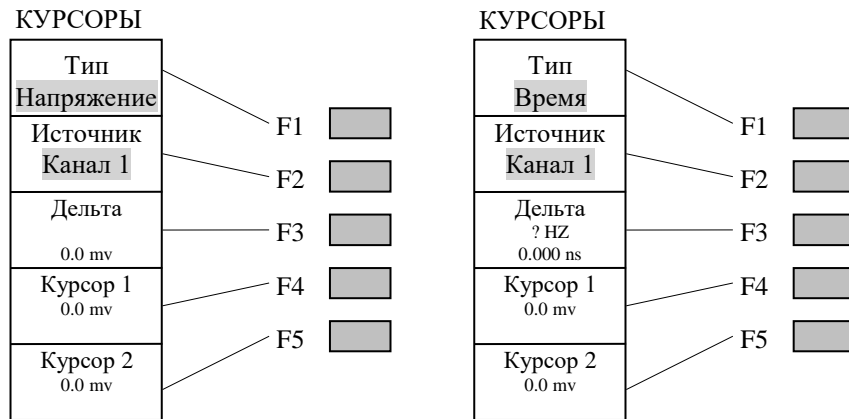 КУРСОРЫ
Тип
Напряжение
Источник
Канал 1
Дельта
0.0 mv
Курсор 1
0.0 mv
Курсор 2
0.0 mv
F1
F2
F3
F4
F5
КУРСОРЫ
Тип
Время
Источник
Канал 1
Дельта
? HZ
0.000 ns
Курсор 1
0.0 mv
Курсор 2
0.0 mv
F1
F2
F3
F4
F5